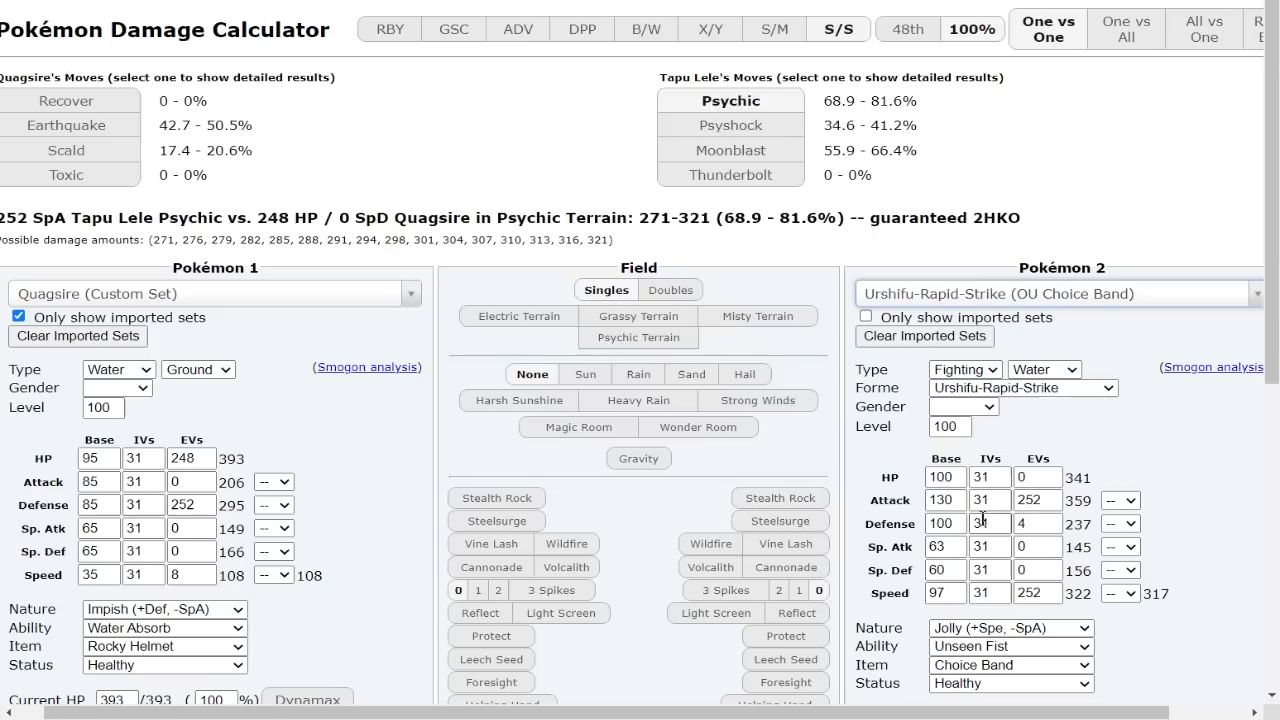 Pokémon Damage Calculator RBY GSC ADV DPP B/W X/Y S/M S/S 48th 100% One vs One One vs All All vs One
Quagsire's Moves (select one to show detailed results)
Recover 0 - 0%
Earthquake 42.7 - 50.5%
Scald 17.4 - 20.6%
Toxic 0 - 0%
Tapu Lele's Moves (select one to show detailed results)
Psychic 68.9 - 81.6%
Psyshock 34.6 - 41.2%
Moonblast 55.9 - 66.4%
Thunderbolt 0 - 0%
252 SpA Tapu Lele Psychic vs. 248 HP / 0 SpD Quagsire in Psychic Terrain: 271-321 (68.9 - 81.6%) -- guaranteed 2HKO
Possible damage amounts: (271, 276, 279, 282, 285, 288, 291, 294, 298, 301, 304, 307, 310, 313, 316, 321)
Pokémon 1
Quagsire (Custom Set)
Only show imported sets
Clear Imported Sets
Type Water Ground (Smogon analysis)
Gender
Level 100
Base IVs EVs
HP 95 31 248 393
Attack 85 31 0 206 --
Defense 85 31 252 295 --
Sp. Atk 65 31 0 149 --
Sp. Def 65 31 0 166 --
Speed 35 31 8 108 -- 108
Nature Impish (+Def, -SpA)
Ability Water Absorb
Item Rocky Helmet
Status Healthy
Current HP 393 /393 ( 100 %) Dynamax
Field
Singles Doubles
Electric Terrain Grassy Terrain Misty Terrain
Psychic Terrain
None Sun Rain Sand Hail
Harsh Sunshine Heavy Rain Strong Winds
Magic Room Wonder Room
Gravity
Stealth Rock Stealth Rock
Steelsurge Steelsurge
Vine Lash Wildfire Wildfire Vine Lash
Cannonade Volcalith Volcalith Cannonade
0 1 2 3 Spikes 3 Spikes 2 1 0
Reflect Light Screen Light Screen Reflect
Protect Protect
Leech Seed Leech Seed
Foresight Foresight
Helping Hand Helping Hand
Pokémon 2
Urshifu-Rapid-Strike (OU Choice Band)
Only show imported sets
Clear Imported Sets
Type Fighting Water (Smogon analysis
Forme Urshifu-Rapid-Strike
Gender
Level 100
Base IVs EVs
HP 100 31 0 341
Attack 130 31 252 359 --
Defense 100 31 4 237 --
Sp. Atk 63 31 0 145 --
Sp. Def 60 31 0 156 --
Speed 97 31 252 322 -- 317
Nature Jolly (+Spe, -SpA)
Ability Unseen Fist
Item Choice Band
Status Healthy